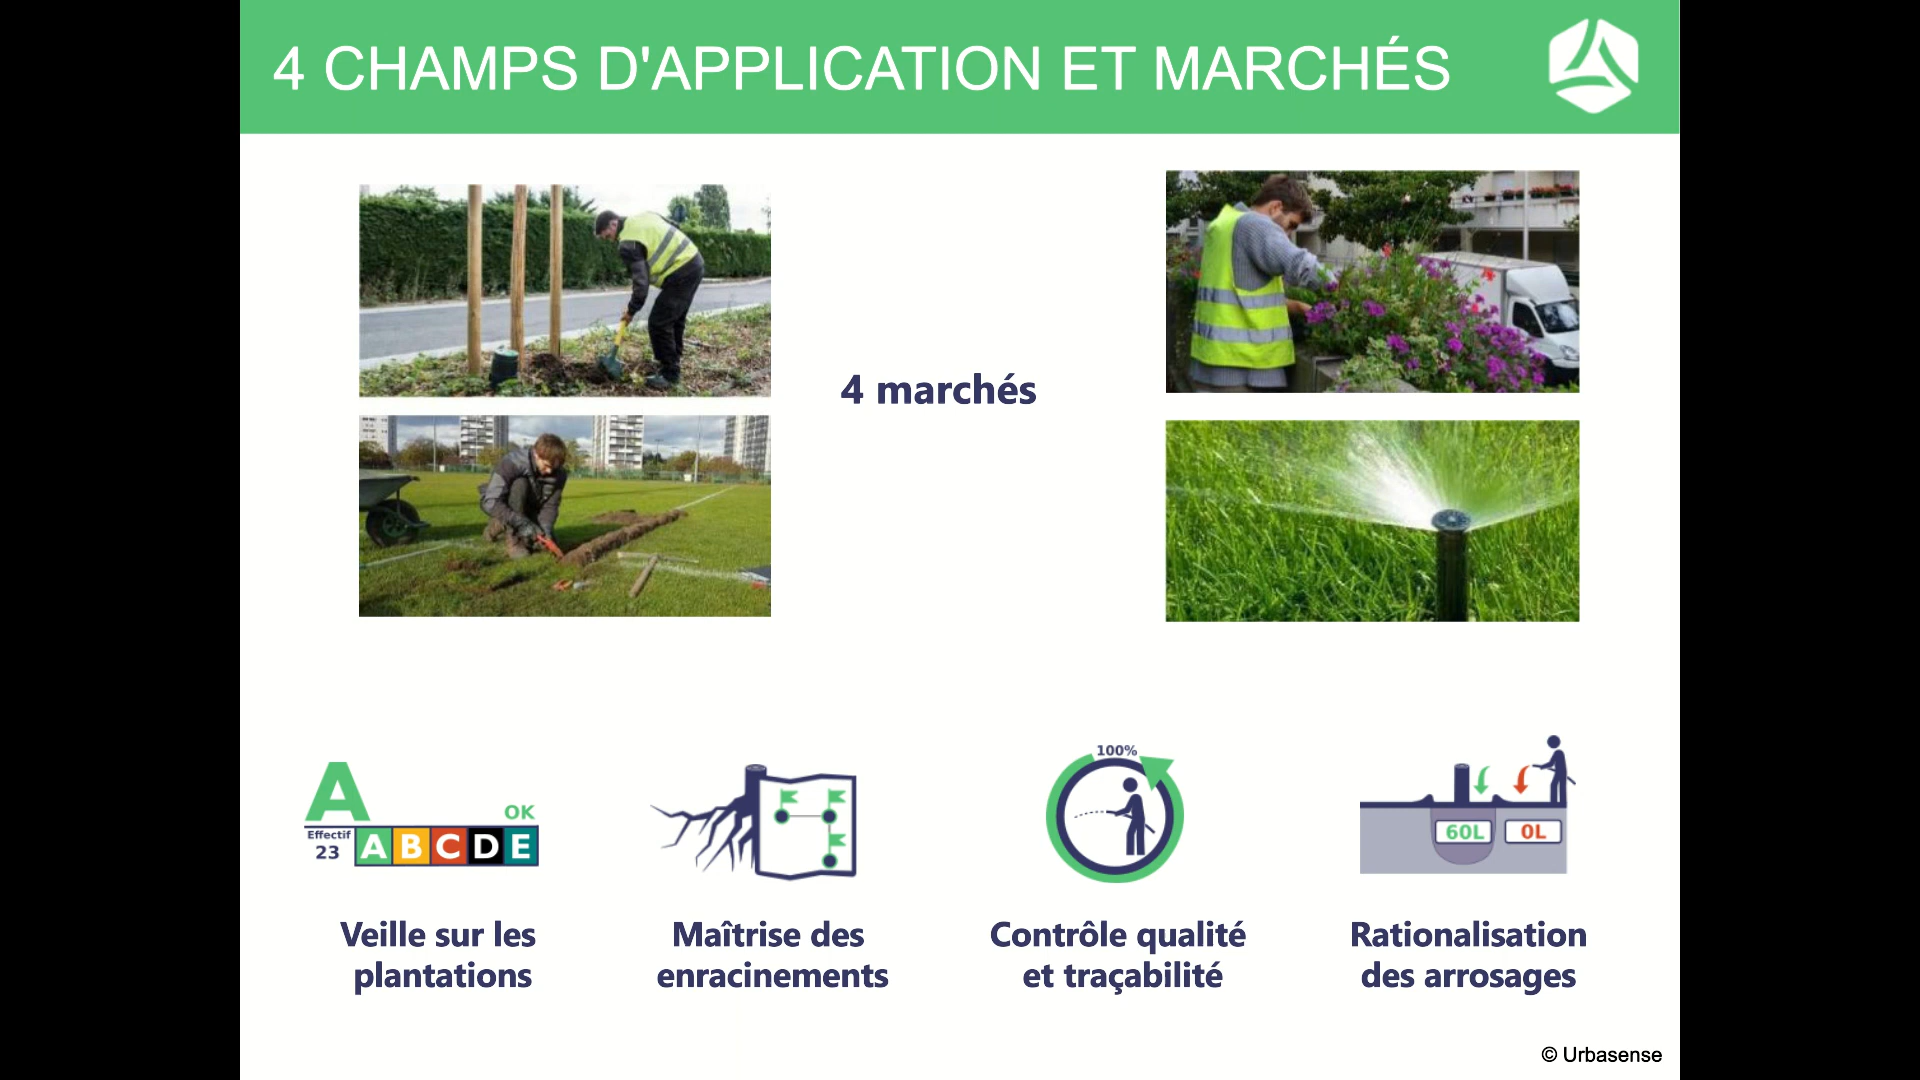 4 CHAMPS D'APPLICATION ET MARCHÉS
4 marchés
A
OK
Effectif
23
A B C D E
100%
60L
0L
Veille sur les
plantations
Maîtrise des
enracinements
Contrôle qualité
et traçabilité
Rationalisation
des arrosages
© Urbasense